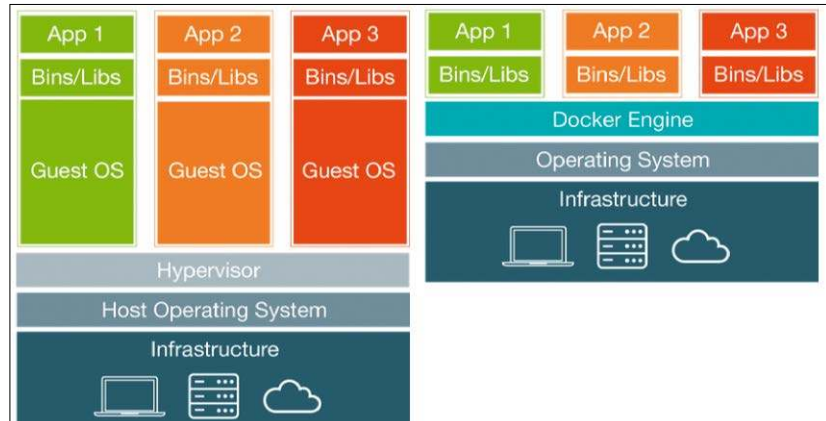 App 1
App 2
App 3
Bins/Libs
Bins/Libs
Bins/Libs
Guest OS
Guest OS
Guest OS
Hypervisor
Host Operating System
Infrastructure
App 1
App 2
App 3
Bins/Libs
Bins/Libs
Bins/Libs
Docker Engine
Operating System
Infrastructure